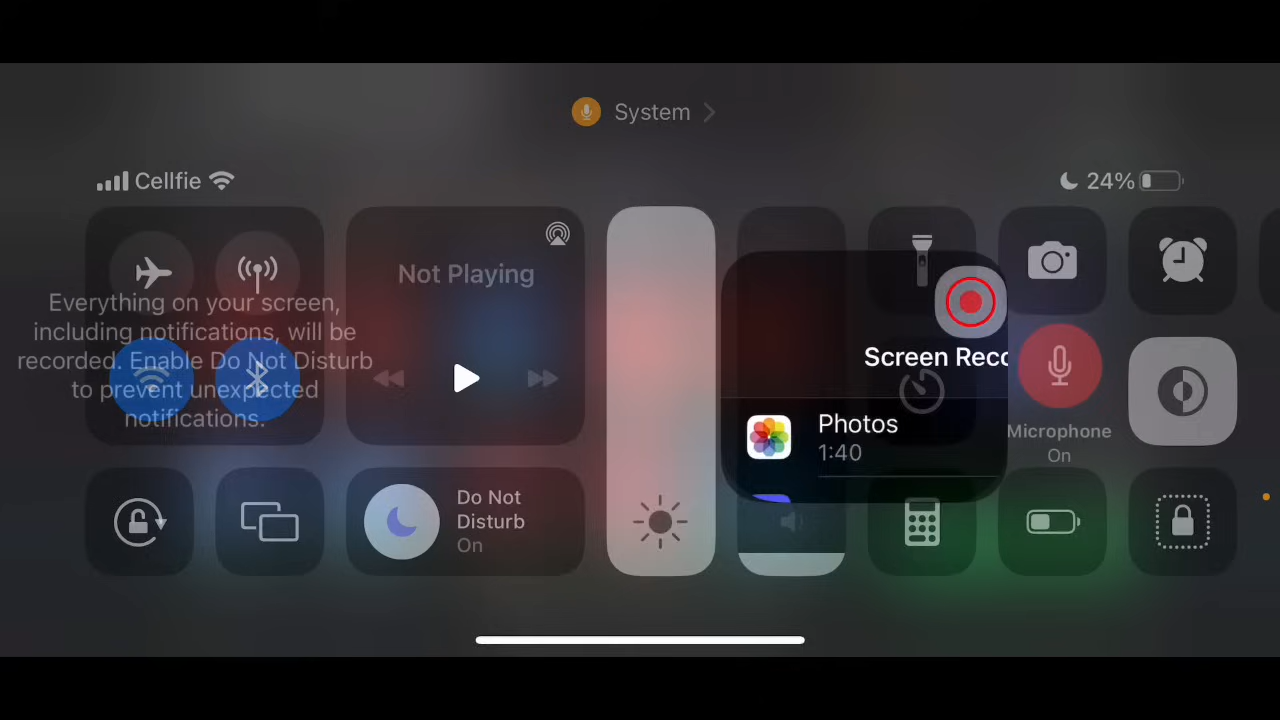 System
Cellfie
24%
Not Playing
Everything on your screen,
including notifications, will be
recorded. Enable Do Not Disturb
to prevent unexpected
notifications.
Screen Reco
Photos
1:40
Microphone
On
Do Not
Disturb
On